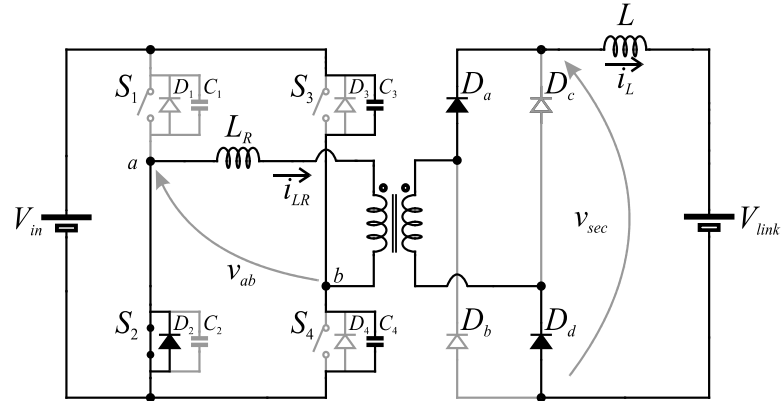 L
S1 D1 C1
S3 D3 C3
Da
Dc
iL
LR
a
iLR
Vin
vab
b
vsec
Vlink
S2 D2 C2
S4 D4 C4
Db
Dd